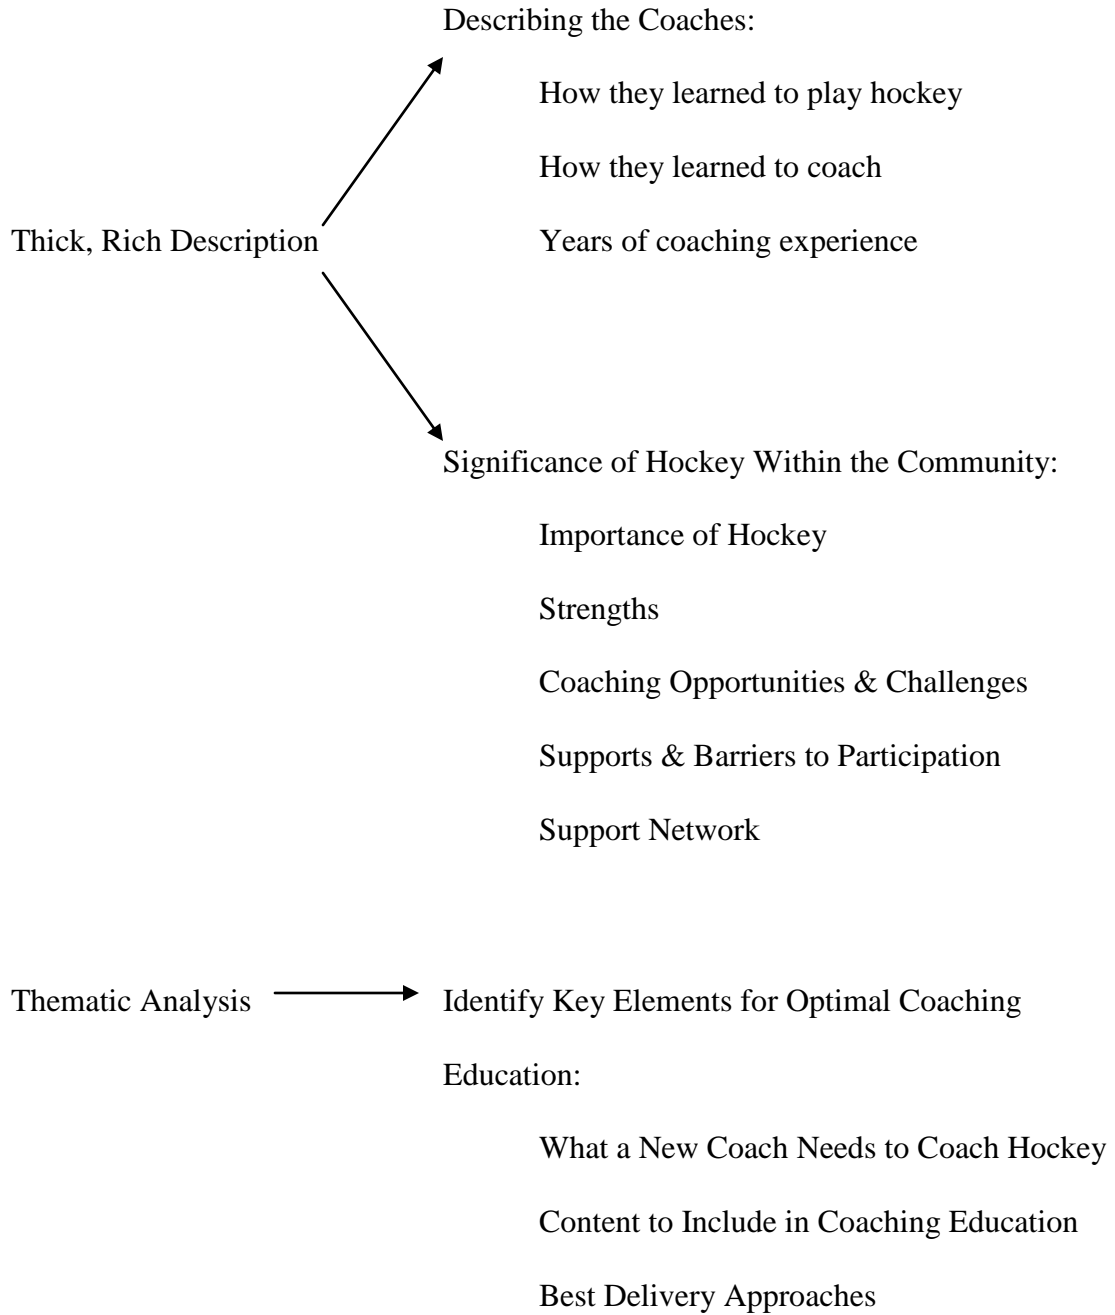 Describing the Coaches:
How they learned to play hockey
How they learned to coach
Thick, Rich Description
Years of coaching experience
Significance of Hockey Within the Community:
Importance of Hockey
Strengths
Coaching Opportunities & Challenges
Supports & Barriers to Participation
Support Network
Thematic Analysis
Identify Key Elements for Optimal Coaching
Education:
What a New Coach Needs to Coach Hockey
Content to Include in Coaching Education
Best Delivery Approaches